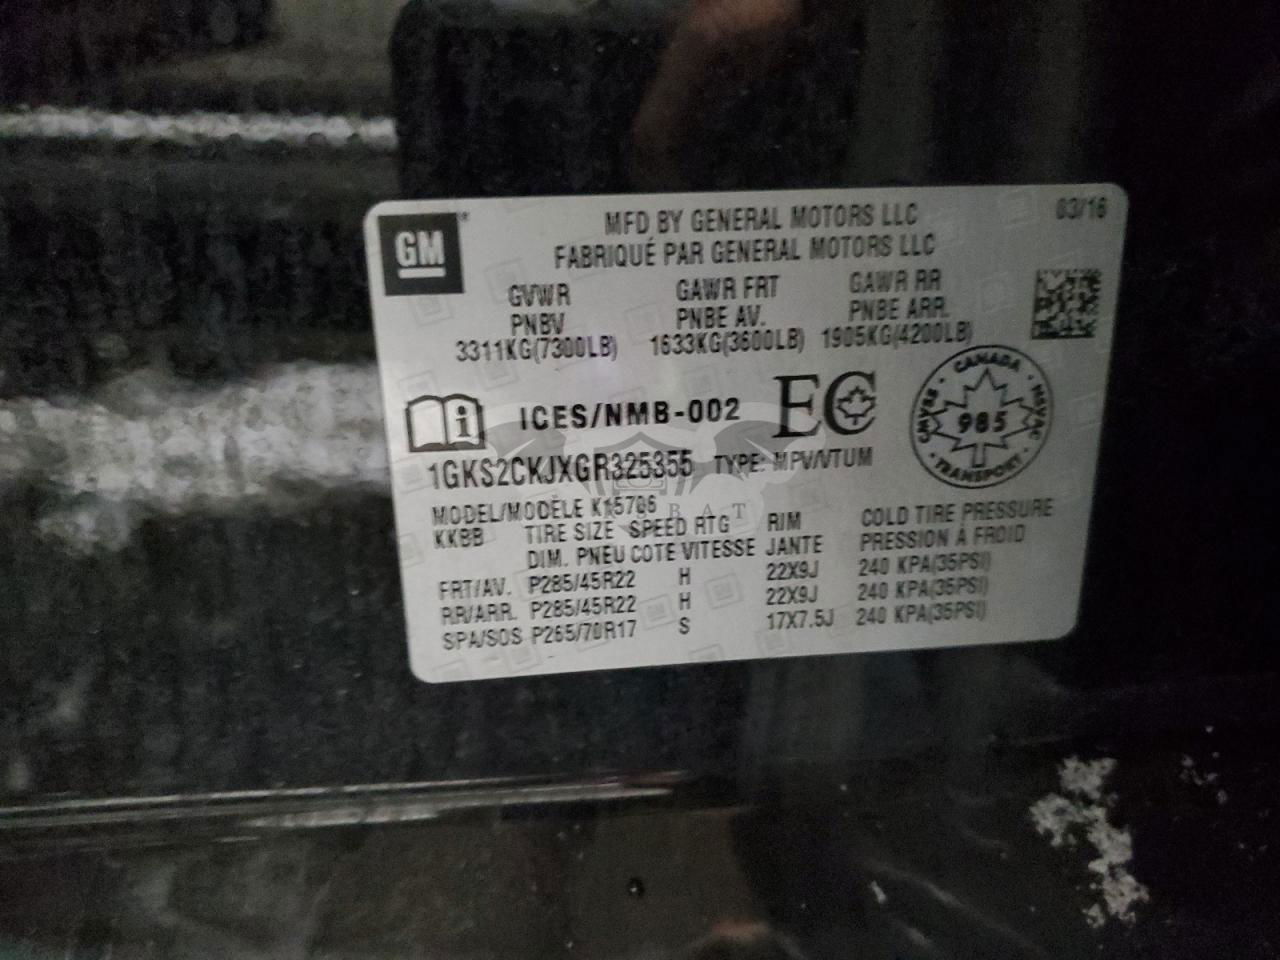 GM
MFD BY GENERAL MOTORS LLC 03/16
FABRIQUÉ PAR GENERAL MOTORS LLC
GVWR GAWR FRT GAWR RR
PNBV PNBE AV. PNBE ARR.
3311KG(7300LB) 1633KG(3600LB) 1905KG(4200LB)
i ICES/NMB-002 EC
CANADA
CMVSS 985 NSVAC
TRANSPORT
1GKS2CKJXGR325355 TYPE: MPV/VTUM
MODEL/MODÈLE K15706
KKBB TIRE SIZE SPEED RTG RIM COLD TIRE PRESSURE
DIM. PNEU COTE VITESSE JANTE PRESSION À FROID
FRT/AV. P285/45R22 H 22X9J 240 KPA(35PSI)
RR/ARR. P285/45R22 H 22X9J 240 KPA(35PSI)
SPA/SOS P265/70R17 S 17X7.5J 240 KPA(35PSI)